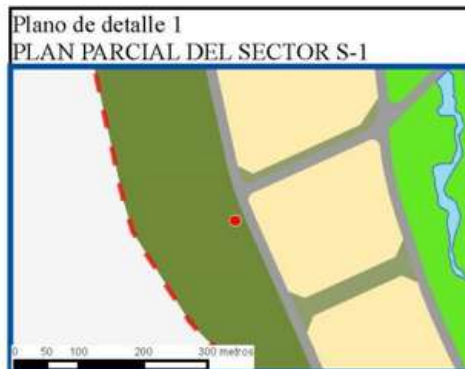 Plano de detalle 1
PLAN PARCIAL DEL SECTOR S-1
0 50 100 200 300 metros